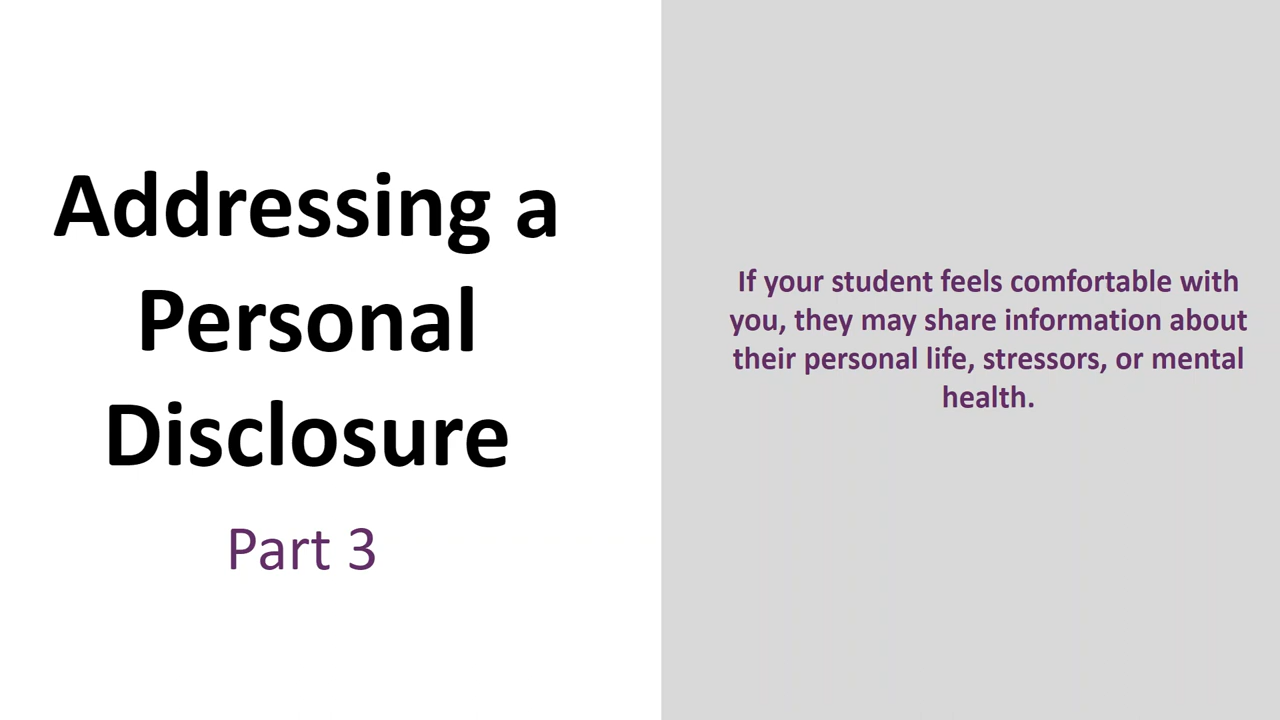 Addressing a
Personal
Disclosure
Part 3
If your student feels comfortable with
you, they may share information about
their personal life, stressors, or mental
health.